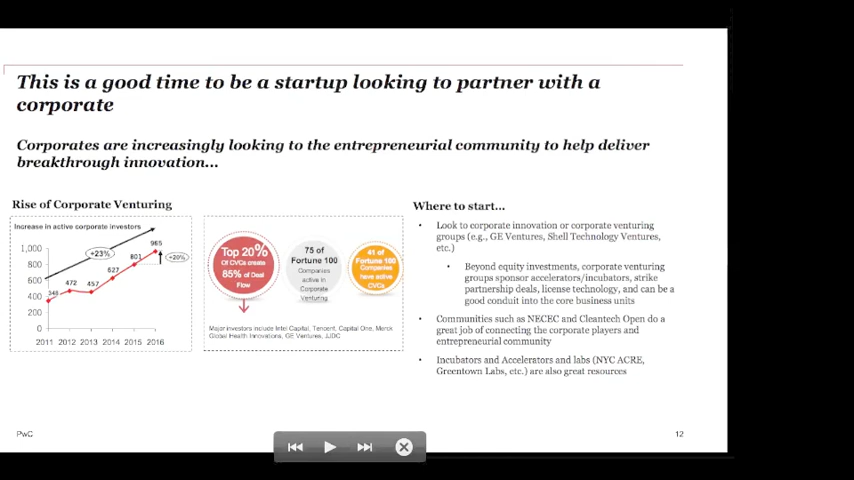 This is a good time to be a startup looking to partner with a
corporate
Corporates are increasingly looking to the entrepreneurial community to help deliver
breakthrough innovation...
Rise of Corporate Venturing
Increase in active corporate investors
1,000
800
600
400
200
0
348
472
457
627
801
965
+23%
+20%
2011 2012 2013 2014 2015 2016
Top 20%
Of CVCs create
85% of Deal
Flow
75 of
Fortune 100
Companies
active in
Corporate
Venturing
41 of
Fortune 100
Companies
have active
CVCs
Major investors include Intel Capital, Tencent, Capital One, Merck
Global Health Innovations, GE Ventures, JJDC
Where to start...
• Look to corporate innovation or corporate venturing
groups (e.g., GE Ventures, Shell Technology Ventures,
etc.)
• Beyond equity investments, corporate venturing
groups sponsor accelerators/incubators, strike
partnership deals, license technology, and can be a
good conduit into the core business units
• Communities such as NECEC and Cleantech Open do a
great job of connecting the corporate players and
entrepreneurial community
• Incubators and Accelerators and labs (NYC ACRE,
Greentown Labs, etc.) are also great resources
PwC
12